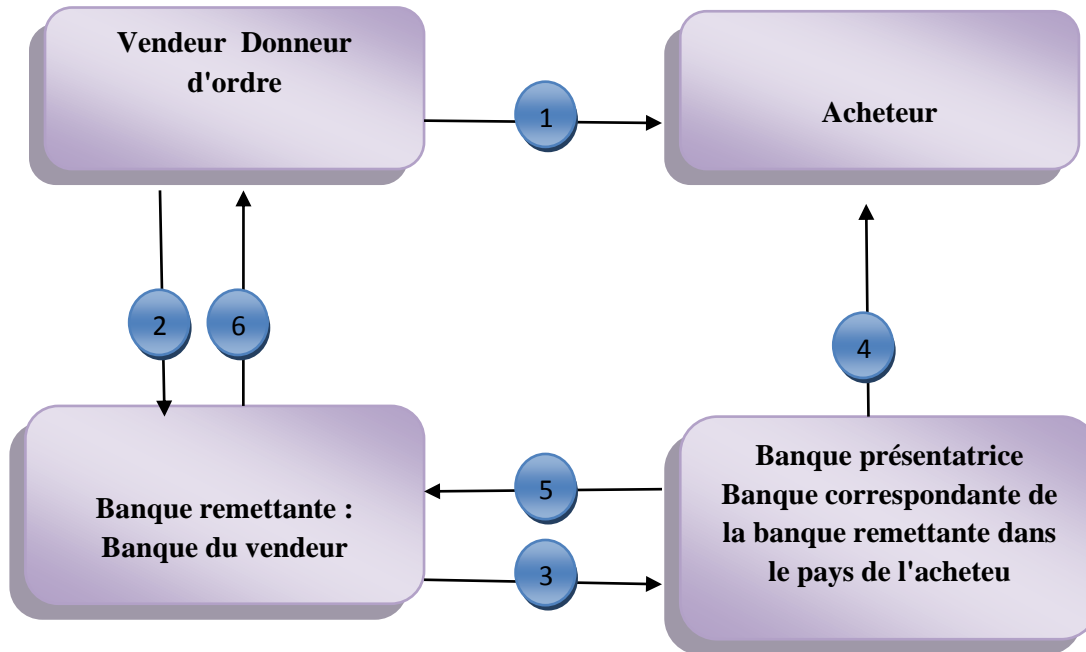 Vendeur Donneur
d'ordre
1
Acheteur
2
6
4
Banque remettante :
Banque du vendeur
5
3
Banque présentatrice
Banque correspondante de
la banque remettante dans
le pays de l'acheteu